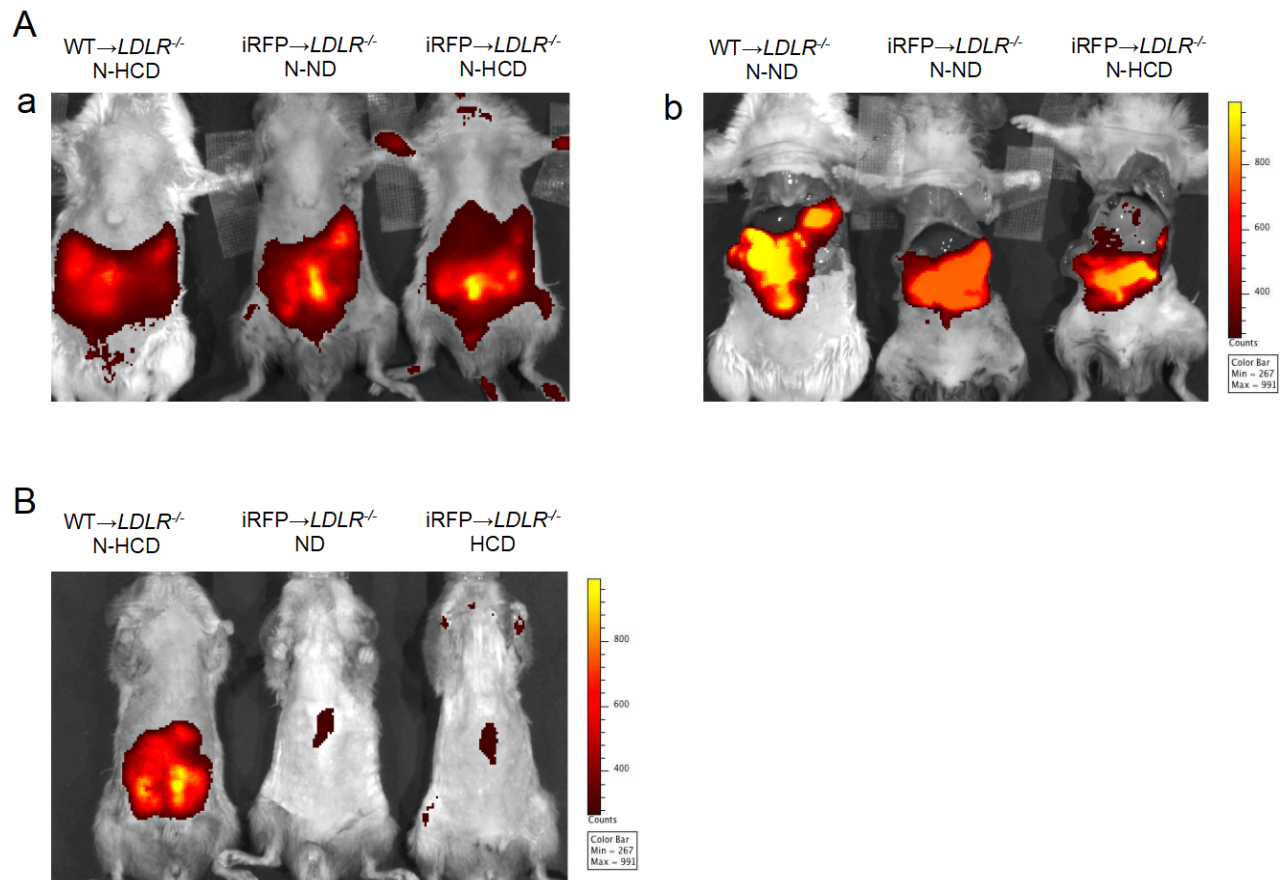 A
WT→LDLR-/-
N-HCD
iRFP→LDLR-/-
N-ND
iRFP→LDLR-/-
N-HCD
a
WT→LDLR-/-
N-ND
iRFP→LDLR-/-
N-ND
iRFP→LDLR-/-
N-HCD
b
800
600
400
Counts
Color Bar
Min = 267
Max = 991
B
WT→LDLR-/-
N-HCD
iRFP→LDLR-/-
ND
iRFP→LDLR-/-
HCD
800
600
400
Counts
Color Bar
Min = 267
Max = 991